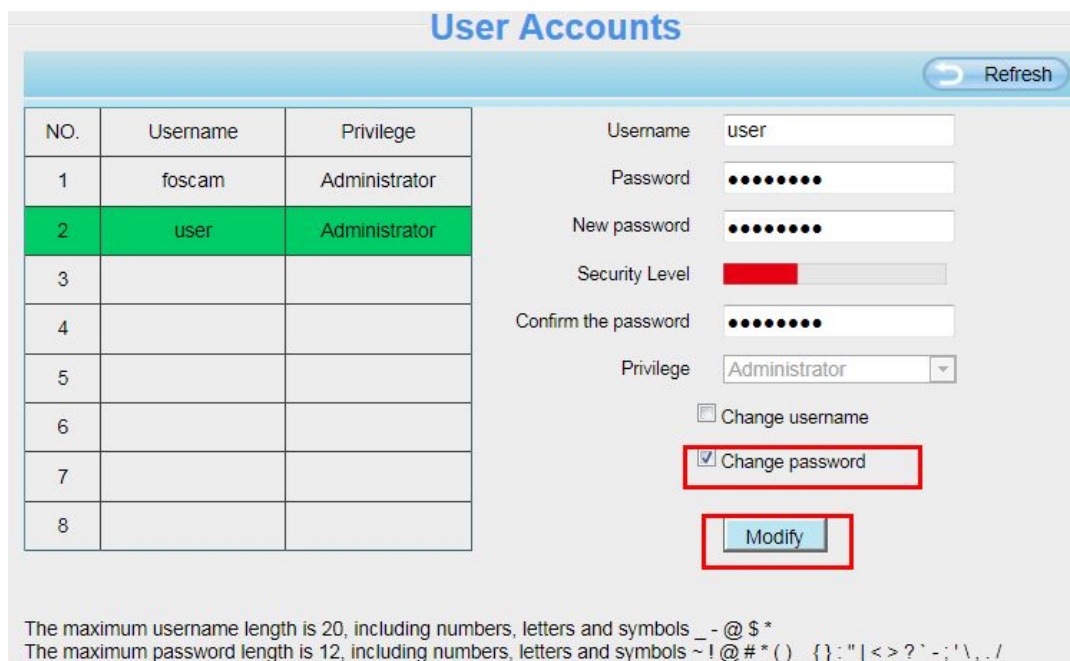 User Accounts
Refresh
NO. Username Privilege
1 foscam Administrator
2 user Administrator
3
4
5
6
7
8
Username user
Password ●●●●●●●●
New password ●●●●●●●●
Security Level
Confirm the password ●●●●●●●●
Privilege Administrator
Change username
Change password
Modify
The maximum username length is 20, including numbers, letters and symbols _ - @ $ *
The maximum password length is 12, including numbers, letters and symbols ~ ! @ # * ( ) _ { } : " | < > ? ` - ; ' \ , . /